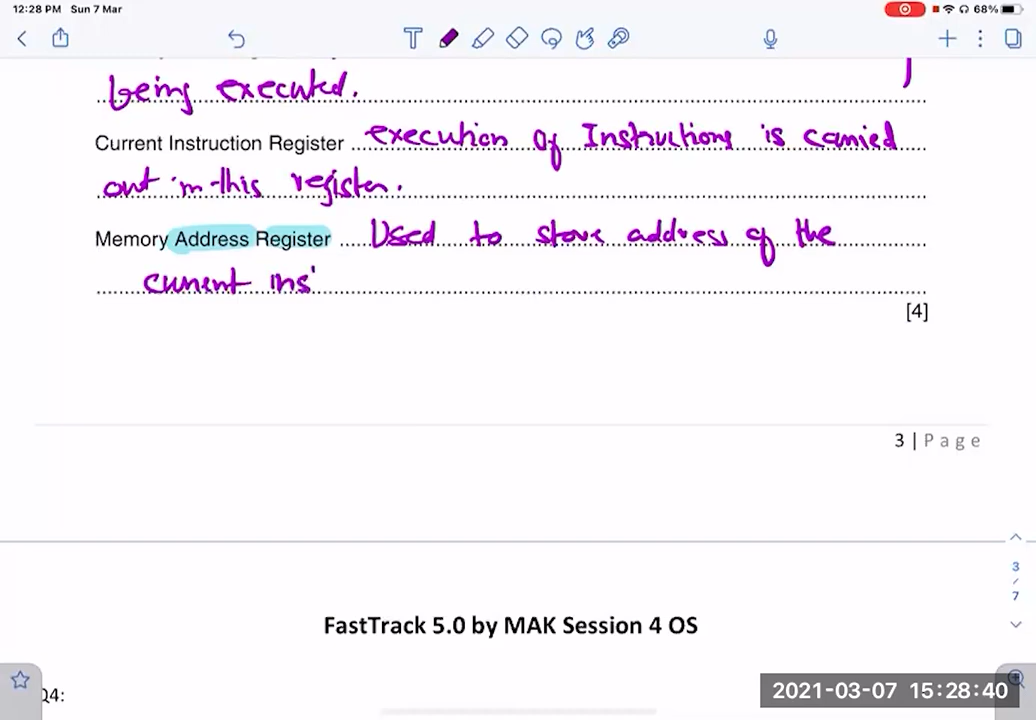 12:28 PM Sun 7 Mar 68%
being executed.
Current Instruction Register execution of Instructions is carried
out in this register.
Memory Address Register Used to store address of the
current ins
[4]
3 | Page
3
/
7
FastTrack 5.0 by MAK Session 4 OS
Q4:
2021-03-07 15:28:40